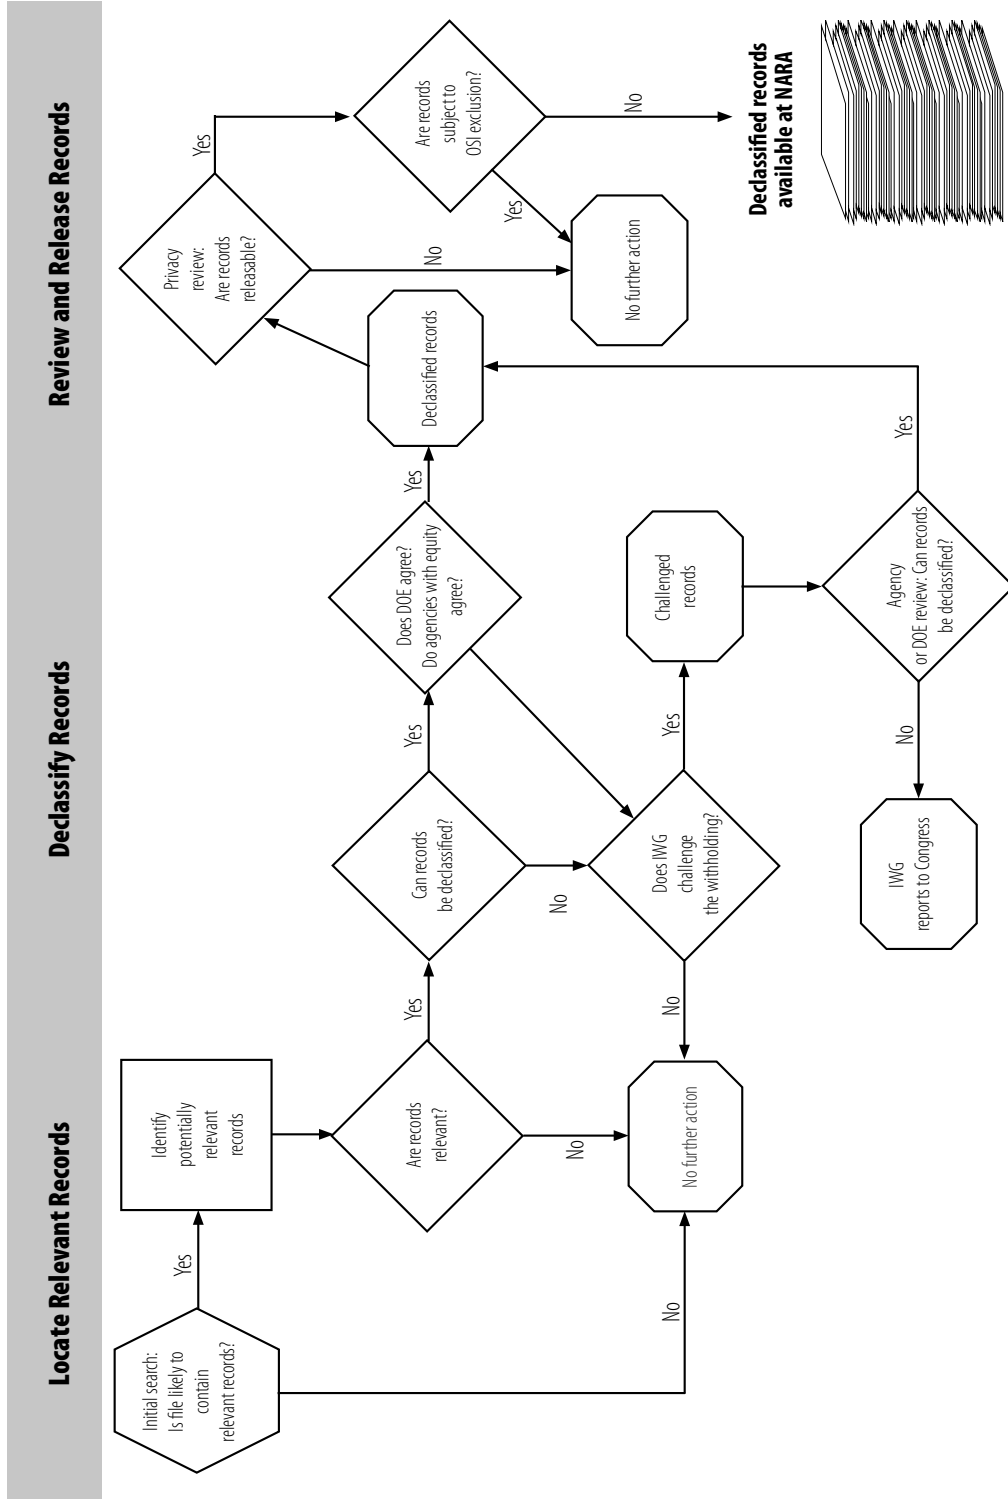 Locate Relevant Records
Declassify Records
Review and Release Records
Initial search:
Is file likely to
contain
relevant records?
Yes
No
Identify
potentially
relevant
records
Are records
relevant?
Yes
No
No further action
Can records
be declassified?
Yes
No
Does DOE agree?
Do agencies with equity
agree?
Yes
Does IWG
challenge
the withholding?
No
Yes
Challenged
records
Agency
or DOE review: Can records
be declassified?
No
Yes
IWG
reports to Congress
Declassified records
Privacy
review:
Are records
releasable?
Yes
No
Are records
subject to
OSI exclusion?
Yes
No
No further action
Declassified records
available at NARA